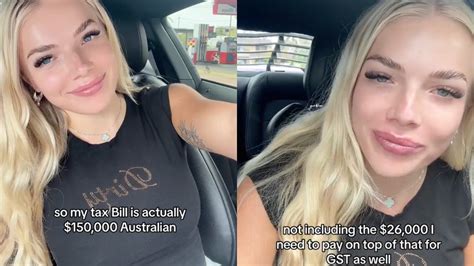 so my tax Bill is actually
$150,000 Australian
not including the $26,000 I
need to pay on top of that for
GST as well